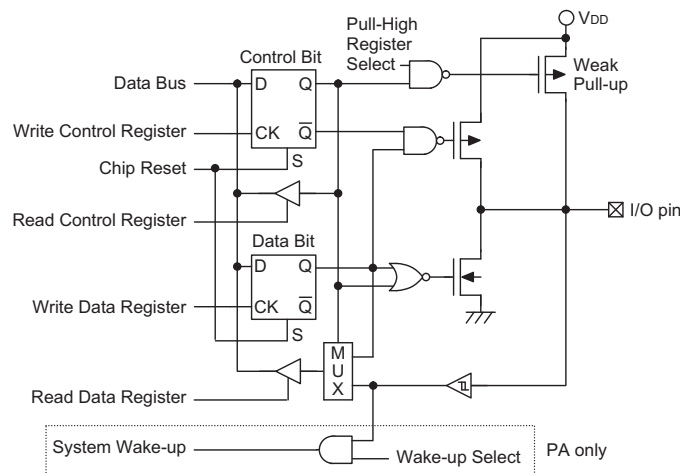 VDD
Pull-High
Register
Select
Control Bit
Weak
Pull-up
Data Bus
D
Q
Write Control Register
CK
Q
Chip Reset
S
I/O pin
Read Control Register
Data Bit
D
Q
Write Data Register
CK
Q
S
M
U
X
Read Data Register
System Wake-up
Wake-up Select
PA only